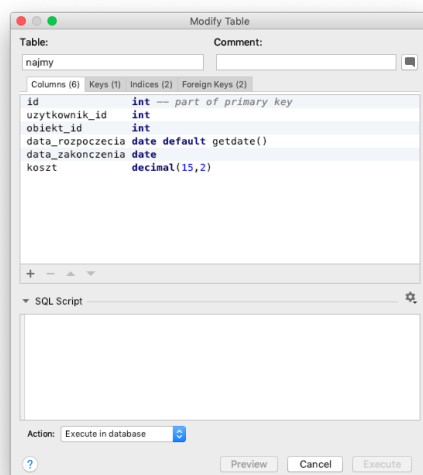 Modify Table
Table: Comment:
najmy
Columns (6) Keys (1) Indices (2) Foreign Keys (2)
id int -- part of primary key
uzytkownik_id int
obiekt_id int
data_rozpoczecia date default getdate()
data_zakonczenia date
koszt decimal(15,2)
SQL Script
Action: Execute in database
? Preview Cancel Execute